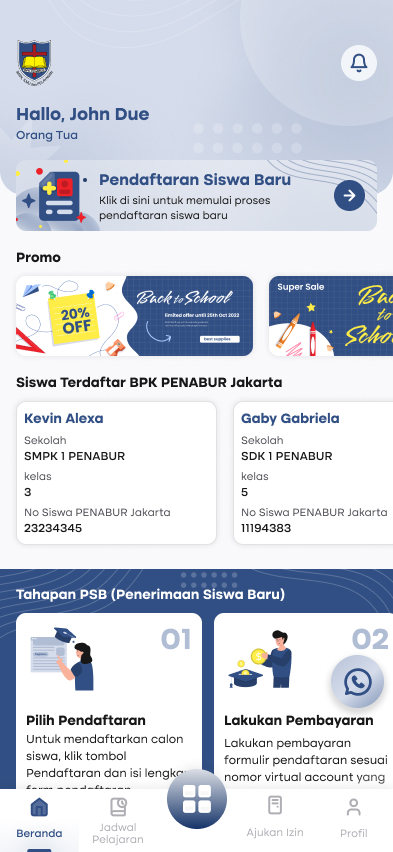 Hallo, John Due
Orang Tua
Pendaftaran Siswa Baru
Klik di sini untuk memulai proses
pendaftaran siswa baru
Promo
20%
OFF
Back to School
limited offer until 25th Oct 2022
best supplies
Super Sale
Back
to
School
Siswa Terdaftar BPK PENABUR Jakarta
Kevin Alexa
Sekolah
SMPK 1 PENABUR
kelas
3
No Siswa PENABUR Jakarta
23234345
Gaby Gabriela
Sekolah
SDK 1 PENABUR
kelas
5
No Siswa PENABUR Jakarta
11194383
Tahapan PSB (Penerimaan Siswa Baru)
01
Pilih Pendaftaran
Untuk mendaftarkan calon
siswa, klik tombol
Pendaftaran dan isi lengkap
form pendaftaran
02
Lakukan Pembayaran
Lakukan pembayaran
formulir pendaftaran sesuai
nomor virtual account yang
Beranda
Jadwal
Pelajaran
Ajukan Izin
Profil